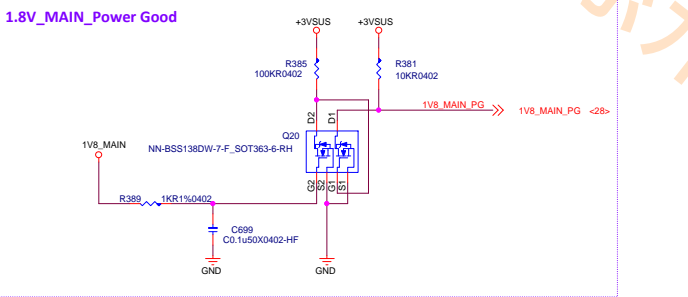 1.8V_MAIN_Power Good
+3VSUS
+3VSUS
R385
100KR0402
R381
10KR0402
1V8_MAIN_PG
1V8_MAIN_PG <28>
D2
D1
Q20
1V8_MAIN
NN-BSS138DW-7-F_SOT363-6-RH
G2
S2
G1
S1
R389
1KR1%0402
C699
C0.1u50X0402-HF
GND
GND